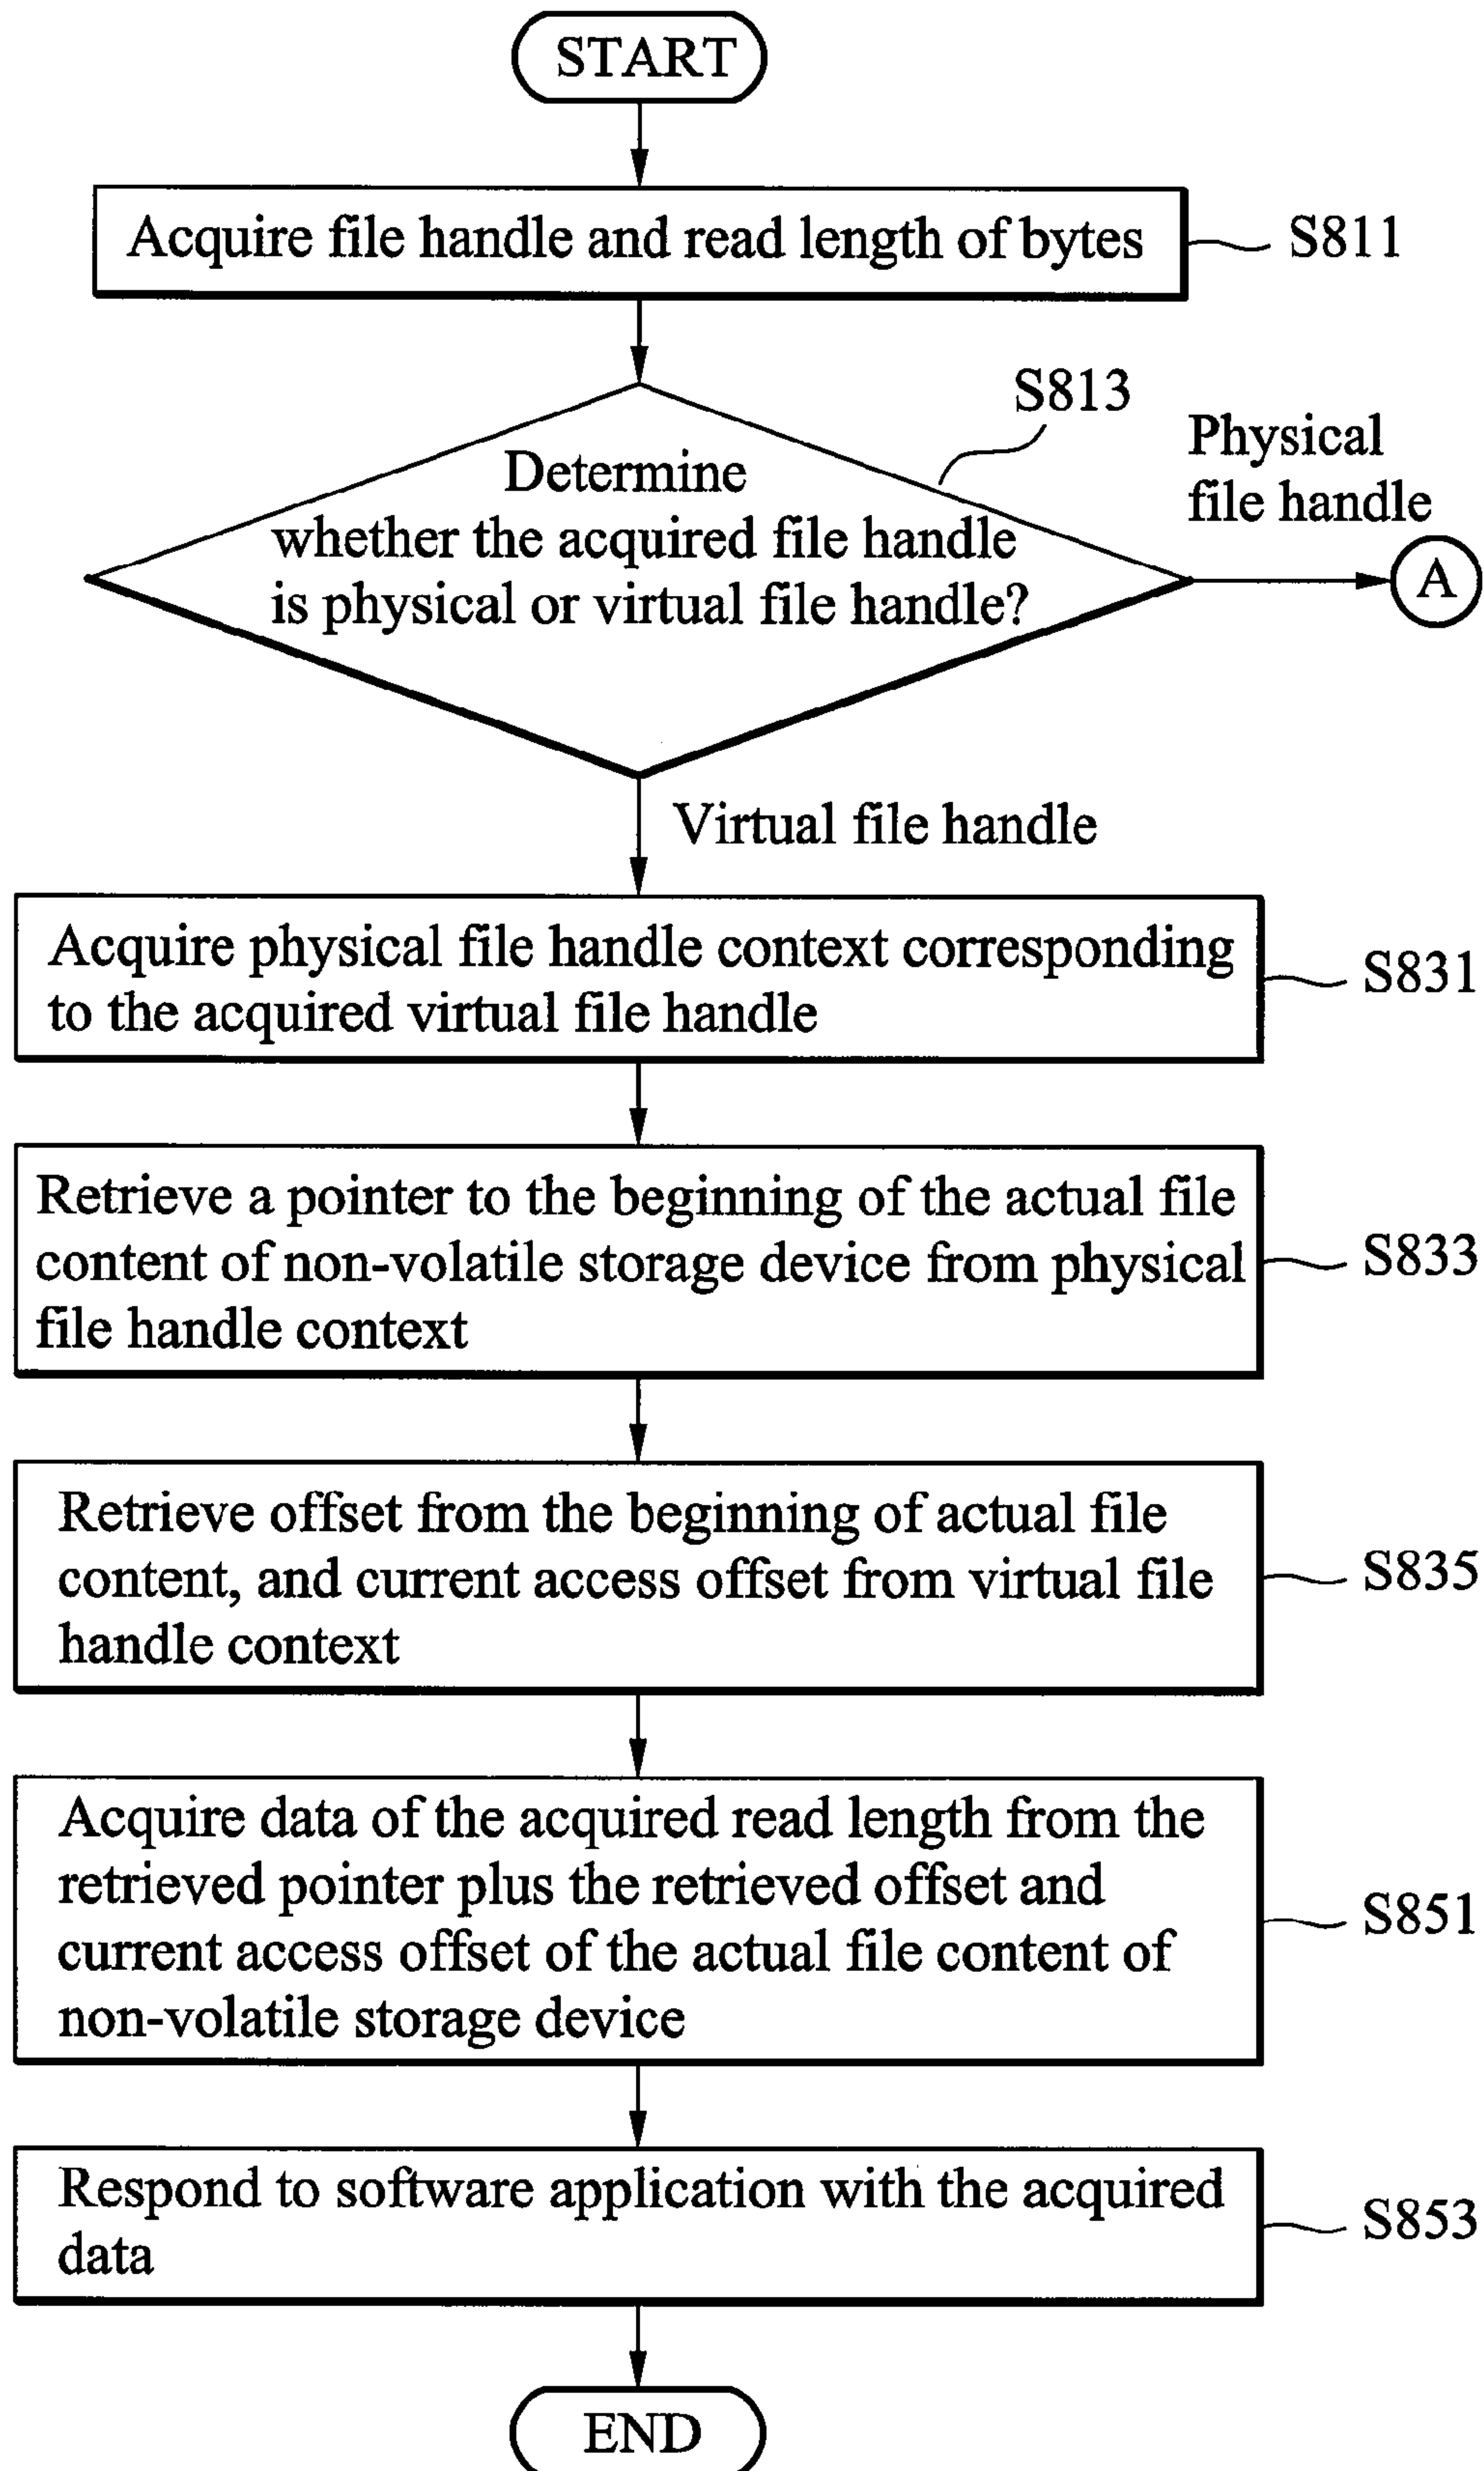 START
Acquire file handle and read length of bytes
S811
S813
Determine
whether the acquired file handle
is physical or virtual file handle?
Physical
file handle
A
Virtual file handle
Acquire physical file handle context corresponding
to the acquired virtual file handle
S831
Retrieve a pointer to the beginning of the actual file
content of non-volatile storage device from physical
file handle context
S833
Retrieve offset from the beginning of actual file
content, and current access offset from virtual file
handle context
S835
Acquire data of the acquired read length from the
retrieved pointer plus the retrieved offset and
current access offset of the actual file content of
non-volatile storage device
S851
Respond to software application with the acquired
data
S853
END